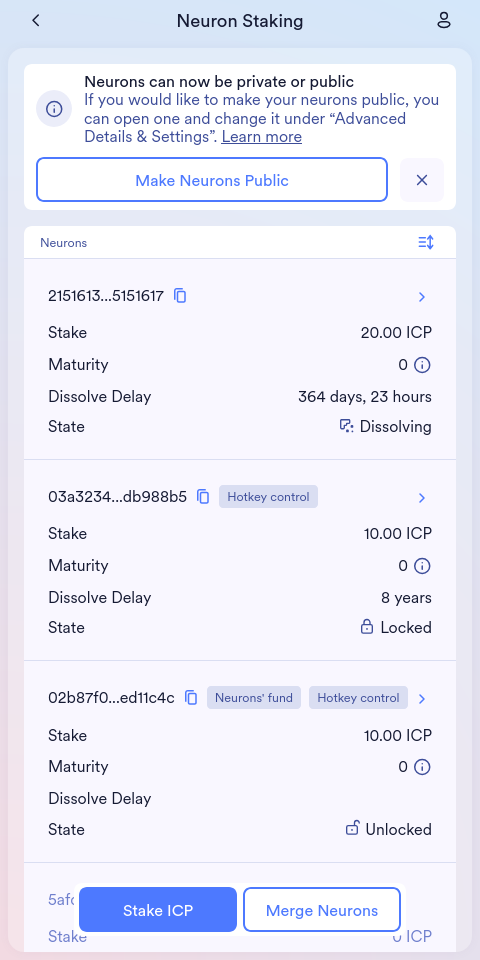 Neuron Staking
Neurons can now be private or public
If you would like to make your neurons public, you
can open one and change it under “Advanced
Details & Settings”. Learn more
Make Neurons Public
Neurons
2151613...5151617
Stake 20.00 ICP
Maturity 0
Dissolve Delay 364 days, 23 hours
State Dissolving
03a3234...db988b5 Hotkey control
Stake 10.00 ICP
Maturity 0
Dissolve Delay 8 years
State Locked
02b87f0...ed11c4c Neurons' fund Hotkey control
Stake 10.00 ICP
Maturity 0
Dissolve Delay
State Unlocked
Stake ICP Merge Neurons
Stake ICP